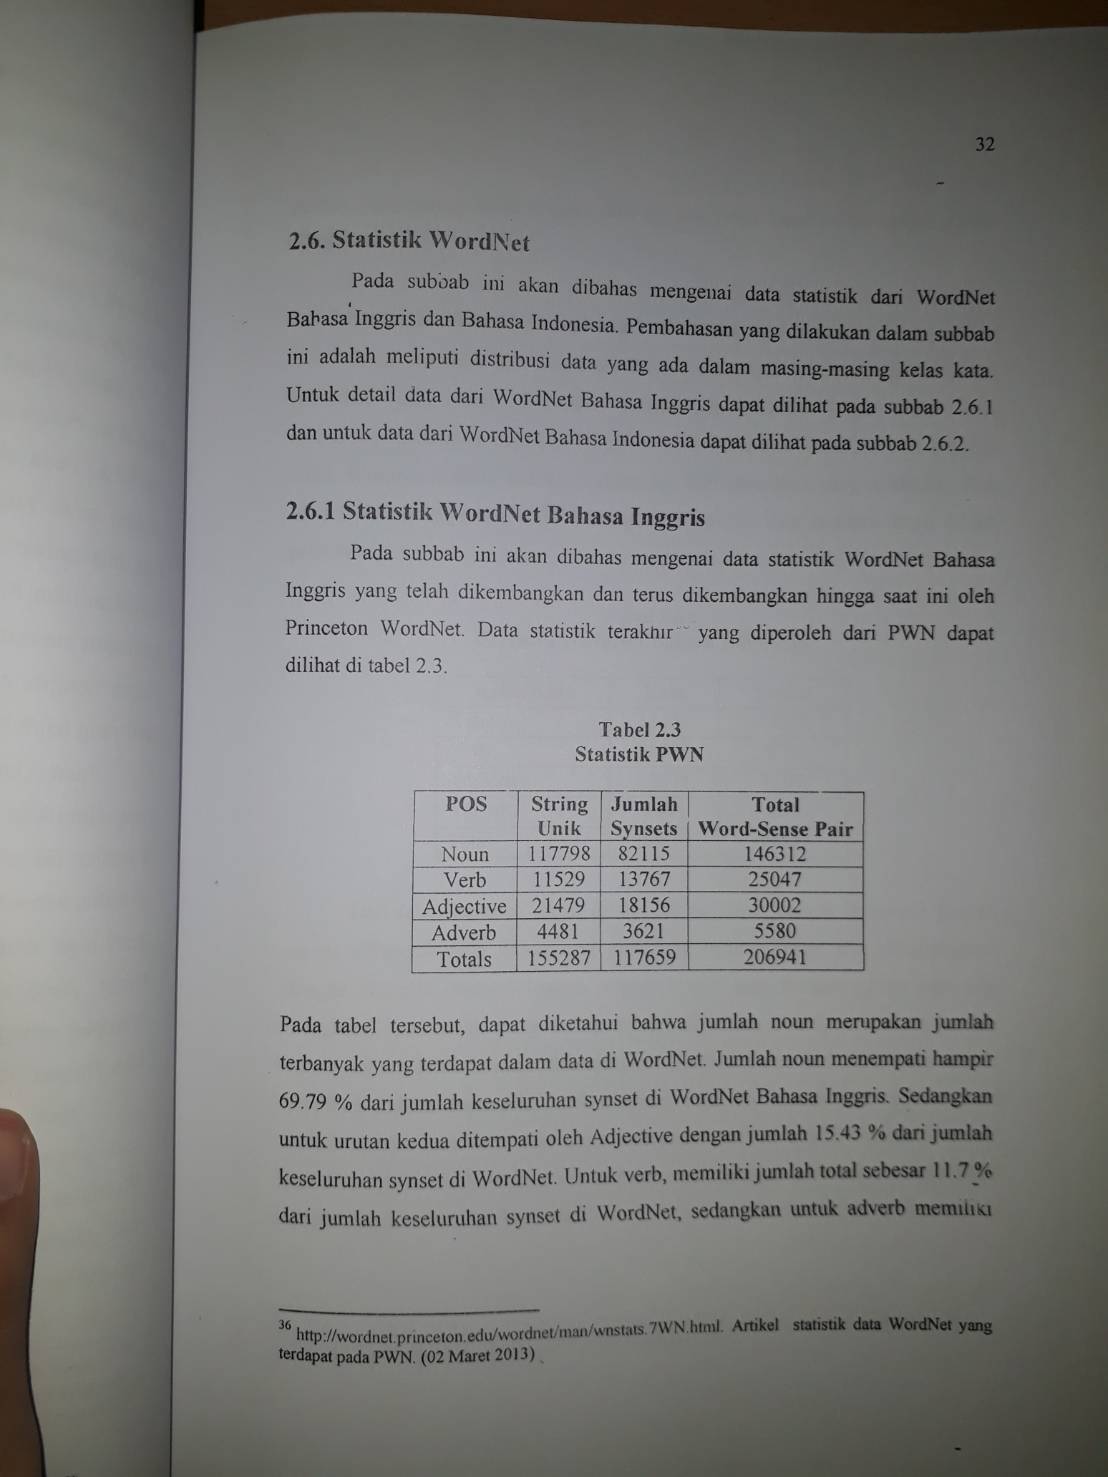 32
2.6. Statistik WordNet
Pada subbab ini akan dibahas mengenai data statistik dari WordNet
Bahasa Inggris dan Bahasa Indonesia. Pembahasan yang dilakukan dalam subbab
ini adalah meliputi distribusi data yang ada dalam masing-masing kelas kata.
Untuk detail data dari WordNet Bahasa Inggris dapat dilihat pada subbab 2.6.1
dan untuk data dari WordNet Bahasa Indonesia dapat dilihat pada subbab 2.6.2.
2.6.1 Statistik WordNet Bahasa Inggris
Pada subbab ini akan dibahas mengenai data statistik WordNet Bahasa
Inggris yang telah dikembangkan dan terus dikembangkan hingga saat ini oleh
Princeton WordNet. Data statistik terakhir yang diperoleh dari PWN dapat
dilihat di tabel 2.3.
Tabel 2.3
Statistik PWN
POS String Jumlah Total
Unik Synsets Word-Sense Pair
Noun 117798 82115 146312
Verb 11529 13767 25047
Adjective 21479 18156 30002
Adverb 4481 3621 5580
Totals 155287 117659 206941
Pada tabel tersebut, dapat diketahui bahwa jumlah noun merupakan jumlah
terbanyak yang terdapat dalam data di WordNet. Jumlah noun menempati hampir
69.79 % dari jumlah keseluruhan synset di WordNet Bahasa Inggris. Sedangkan
untuk urutan kedua ditempati oleh Adjective dengan jumlah 15.43 % dari jumlah
keseluruhan synset di WordNet. Untuk verb, memiliki jumlah total sebesar 11.7 %
dari jumlah keseluruhan synset di WordNet, sedangkan untuk adverb memiliki
36 http://wordnet.princeton.edu/wordnet/man/wnstats.7WN.html. Artikel statistik data WordNet yang
terdapat pada PWN. (02 Maret 2013)